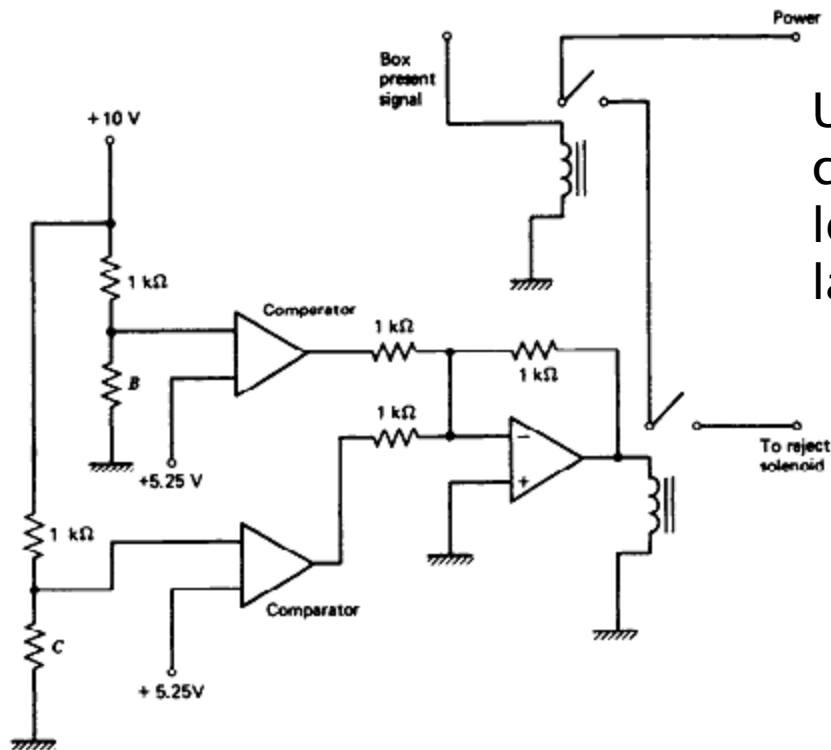 Power
Box
present
signal
+10 V
1 kΩ
Comparator
1 kΩ
1 kΩ
B
1 kΩ
−
+
+5.25 V
To reject
solenoid
1 kΩ
Comparator
C
+ 5.25V